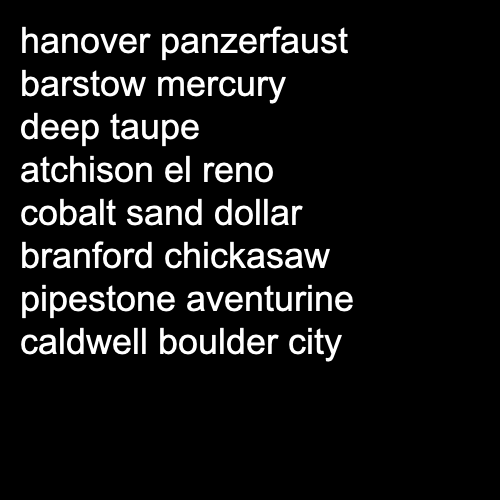 hanover panzerfaust
barstow mercury
deep taupe
atchison el reno
cobalt sand dollar
branford chickasaw
pipestone aventurine
caldwell boulder city